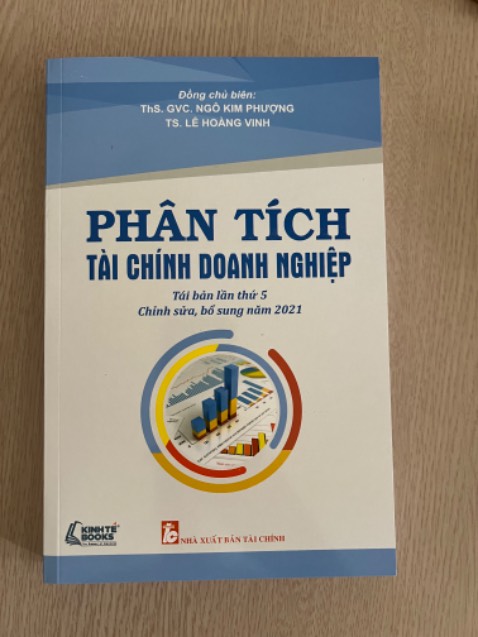 Đồng chủ biên:
ThS. GVC. NGÔ KIM PHƯỢNG
TS. LÊ HOÀNG VINH
PHÂN TÍCH
TÀI CHÍNH DOANH NGHIỆP
Tái bản lần thứ 5
Chỉnh sửa, bổ sung năm 2021
KINH TẾ
BOOKS
NHÀ XUẤT BẢN TÀI CHÍNH